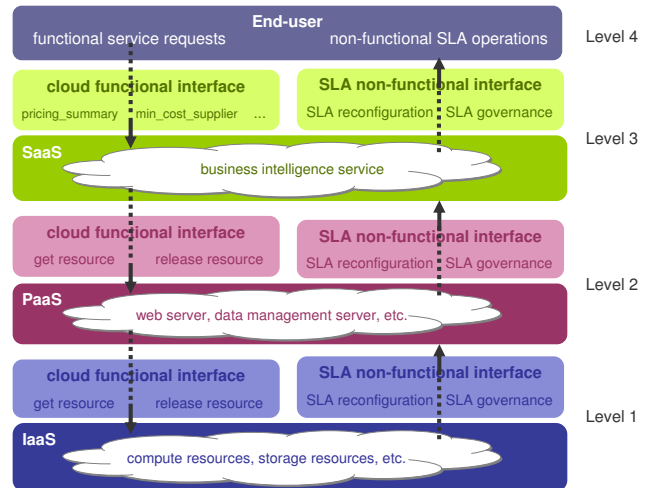 End-user
functional service requests non-functional SLA operations
Level 4
cloud functional interface SLA non-functional interface
pricing_summary min_cost_supplier ... SLA reconfiguration SLA governance
Level 3
SaaS
business intelligence service
cloud functional interface SLA non-functional interface
get resource release resource SLA reconfiguration SLA governance
Level 2
PaaS
web server, data management server, etc.
cloud functional interface SLA non-functional interface
get resource release resource SLA reconfiguration SLA governance
Level 1
IaaS
compute resources, storage resources, etc.